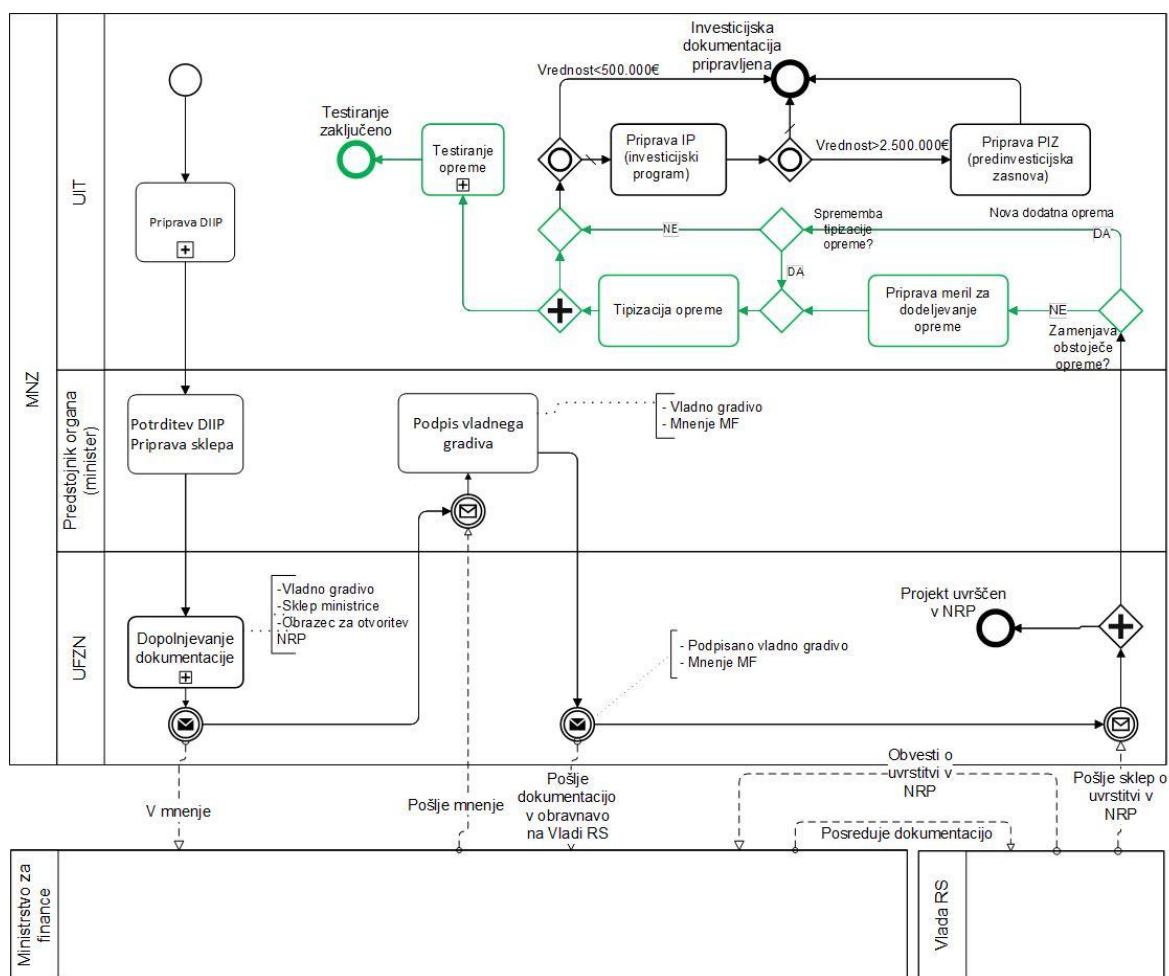 MNZ
UIT
Priprava DIIP
Testiranje
zaključeno
Testiranje
opreme
Vrednost<500.000€
Investicijska
dokumentacija
pripravljena
Priprava IP
(investicijski
program)
Vrednost>2.500.000€
Priprava PIZ
(predinvesticijska
zasnova)
NE
Sprememba
tipizacije
opreme?
Nova dodatna oprema
DA
DA
Tipizacija opreme
Priprava meril za
dodeljevanje
opreme
NE
Zamenjava
obstoječe
opreme?
Predstojnik organa
(minister)
Potrditev DIIP
Priprava sklepa
Podpis vladnega
gradiva
- Vladno gradivo
- Mnenje MF
UFZN
Dopolnjevanje
dokumentacije
-Vladno gradivo
-Sklep ministrice
-Obrazec za otvoritev
NRP
- Podpisano vladno gradivo
- Mnenje MF
Projekt uvrščen
v NRP
V mnenje
Pošlje mnenje
Pošlje
dokumentacijo
v obravnavo
na Vladi RS
Obvesti o
uvrstitvi v
NRP
Pošlje sklep o
uvrstitvi v
NRP
Posreduje dokumentacijo
Ministrstvo za
finance
Vlada RS